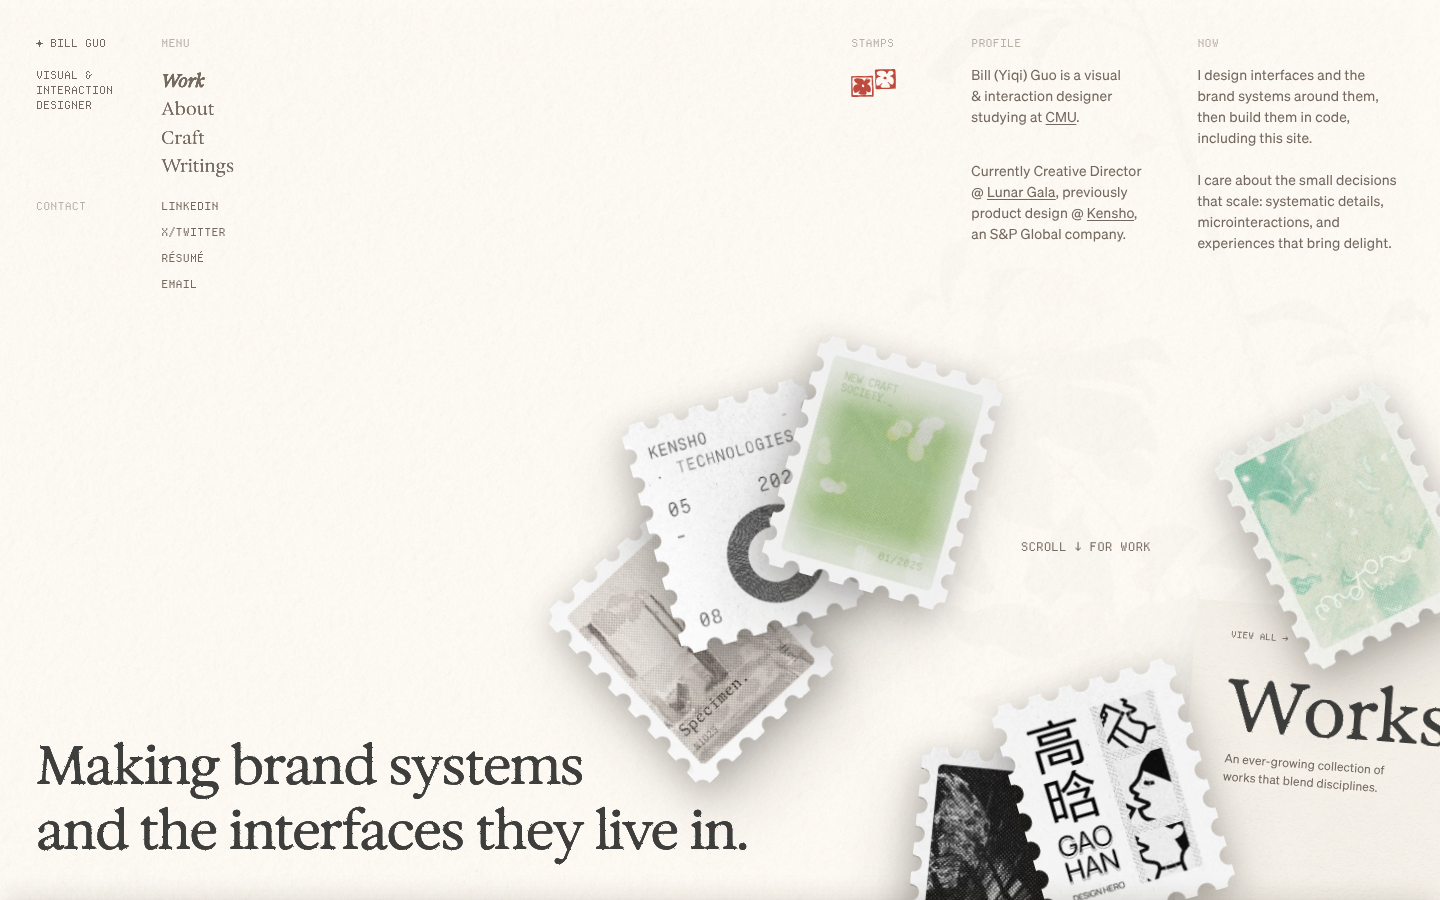 ✦ BILL GUO
VISUAL &
INTERACTION
DESIGNER
MENU
Work
About
Craft
Writings
CONTACT
LINKEDIN
X/TWITTER
RÉSUMÉ
EMAIL
STAMPS
PROFILE
Bill (Yiqi) Guo is a visual
& interaction designer
studying at CMU.
Currently Creative Director
@ Lunar Gala, previously
product design @ Kensho,
an S&P Global company.
NOW
I design interfaces and the
brand systems around them,
then build them in code,
including this site.
I care about the small decisions
that scale: systematic details,
microinteractions, and
experiences that bring delight.
KENSHO
TECHNOLOGIES
05
202
08
NEW CRAFT
SOCIETY
01/2025
Specimen.
SCROLL ↓ FOR WORK
VIEW ALL →
Works
An ever-growing collection of
works that blend disciplines.
高
晗
GAO
HAN
DESIGN HERO
Making brand systems
and the interfaces they live in.